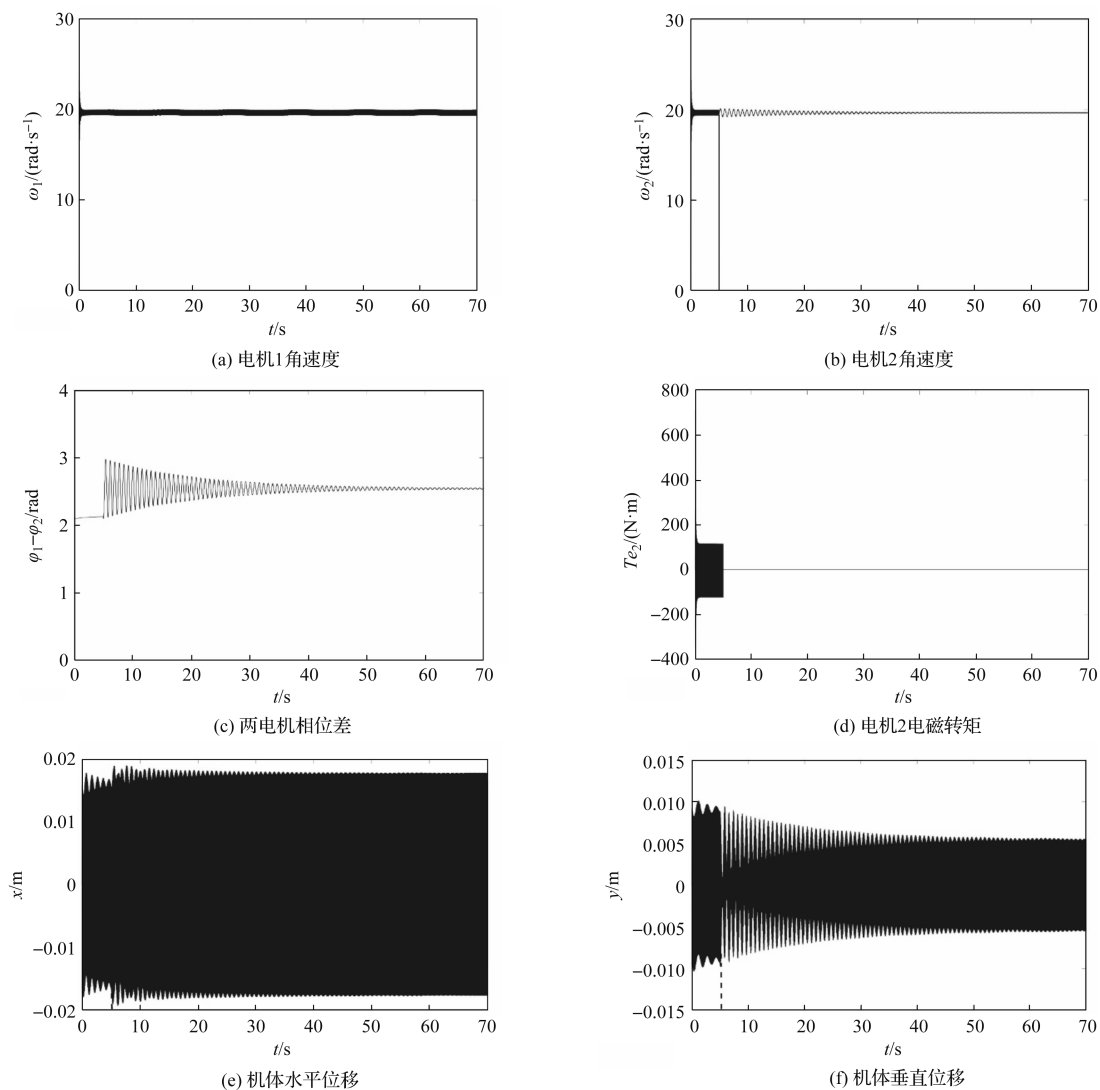 30
20
10
0
ω₁/(rad·s⁻¹)
0 10 20 30 40 50 60 70
t/s
(a) 电机1角速度
30
20
10
0
ω₂/(rad·s⁻¹)
0 10 20 30 40 50 60 70
t/s
(b) 电机2角速度
4
3
2
1
0
φ₁−φ₂/rad
0 10 20 30 40 50 60 70
t/s
(c) 两电机相位差
800
600
400
200
0
−200
−400
Te₂/(N·m)
0 10 20 30 40 50 60 70
t/s
(d) 电机2电磁转矩
0.02
0.01
0
−0.01
−0.02
x/m
0 10 20 30 40 50 60 70
t/s
(e) 机体水平位移
0.015
0.010
0.005
0
−0.005
−0.010
−0.015
y/m
0 10 20 30 40 50 60 70
t/s
(f) 机体垂直位移